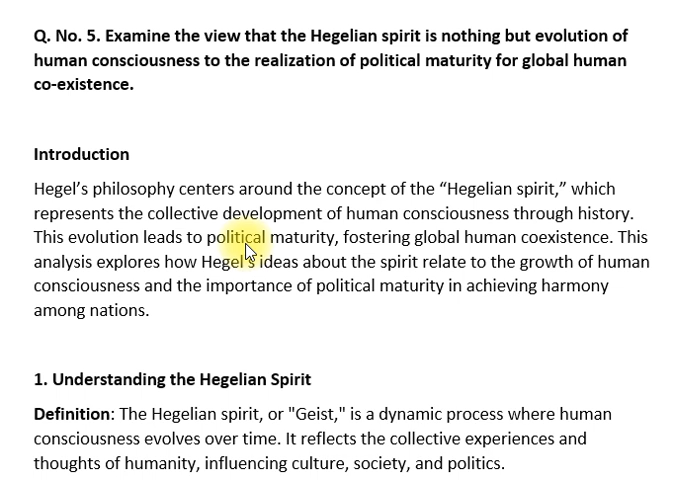 Q. No. 5. Examine the view that the Hegelian spirit is nothing but evolution of
human consciousness to the realization of political maturity for global human
co-existence.
Introduction
Hegel's philosophy centers around the concept of the “Hegelian spirit,” which
represents the collective development of human consciousness through history.
This evolution leads to political maturity, fostering global human coexistence. This
analysis explores how Hegel's ideas about the spirit relate to the growth of human
consciousness and the importance of political maturity in achieving harmony
among nations.
1. Understanding the Hegelian Spirit
Definition: The Hegelian spirit, or "Geist," is a dynamic process where human
consciousness evolves over time. It reflects the collective experiences and
thoughts of humanity, influencing culture, society, and politics.